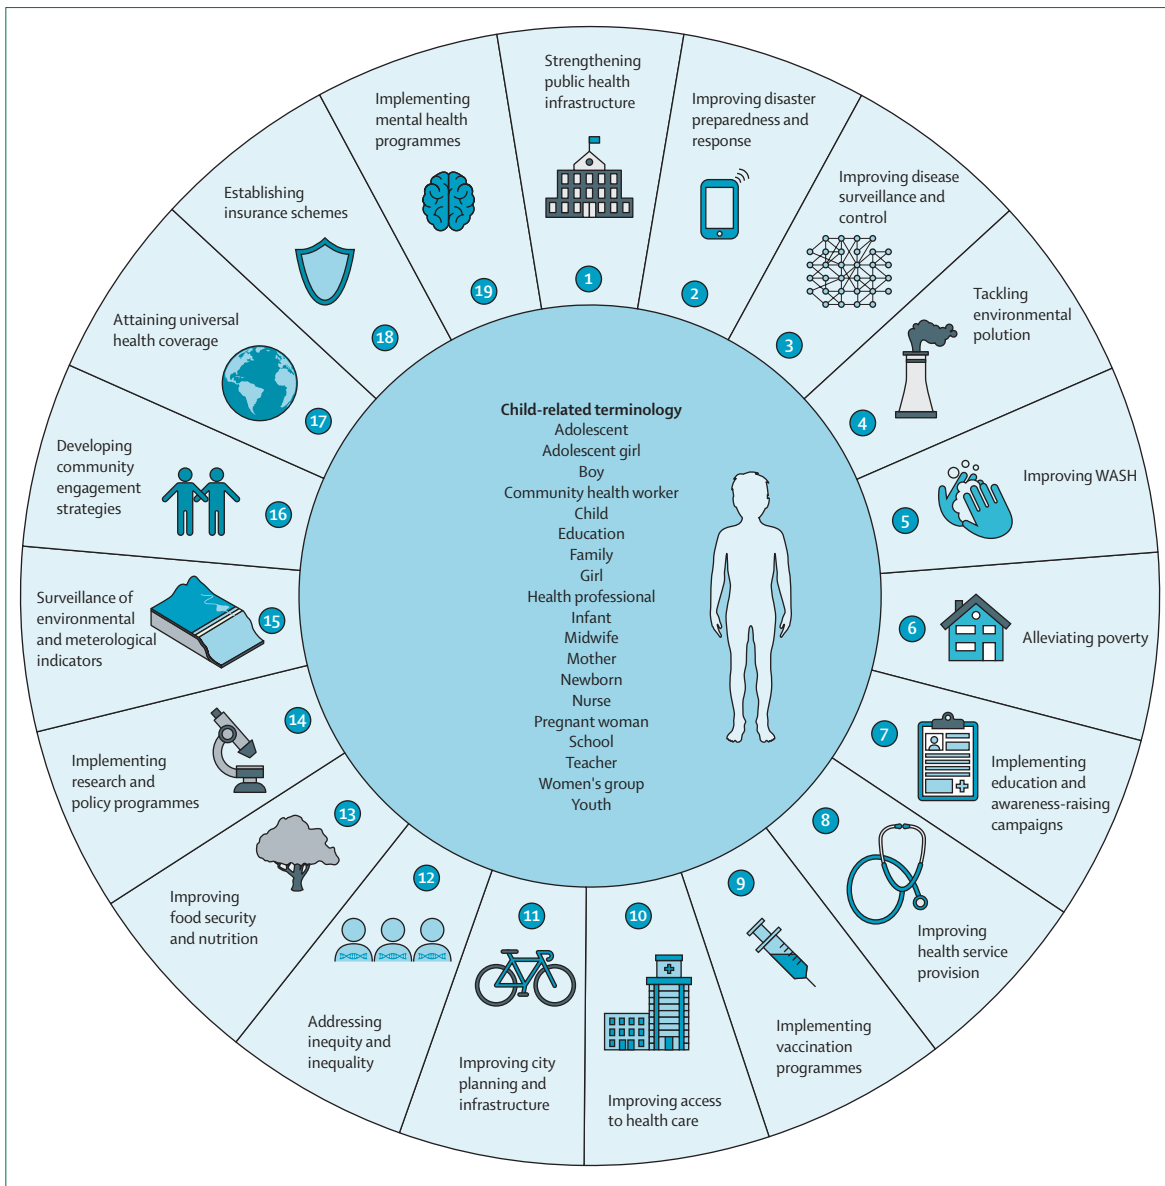 Strengthening
public health
infrastructure
1
Improving disaster
preparedness and
response
2
Improving disease
surveillance and
control
3
Tackling
environmental
polution
4
Improving WASH
5
Alleviating poverty
6
Implementing
education and
awareness-raising
campaigns
7
Improving
health service
provision
8
Implementing
vaccination
programmes
9
Improving access
to health care
10
Improving city
planning and
infrastructure
11
Addressing
inequity and
inequality
12
Improving
food security
and nutrition
13
Implementing
research and
policy programmes
14
Surveillance of
environmental
and meterological
indicators
15
Developing
community
engagement
strategies
16
Attaining universal
health coverage
17
Establishing
insurance schemes
18
Implementing
mental health
programmes
19
Child-related terminology
Adolescent
Adolescent girl
Boy
Community health worker
Child
Education
Family
Girl
Health professional
Infant
Midwife
Mother
Newborn
Nurse
Pregnant woman
School
Teacher
Women's group
Youth